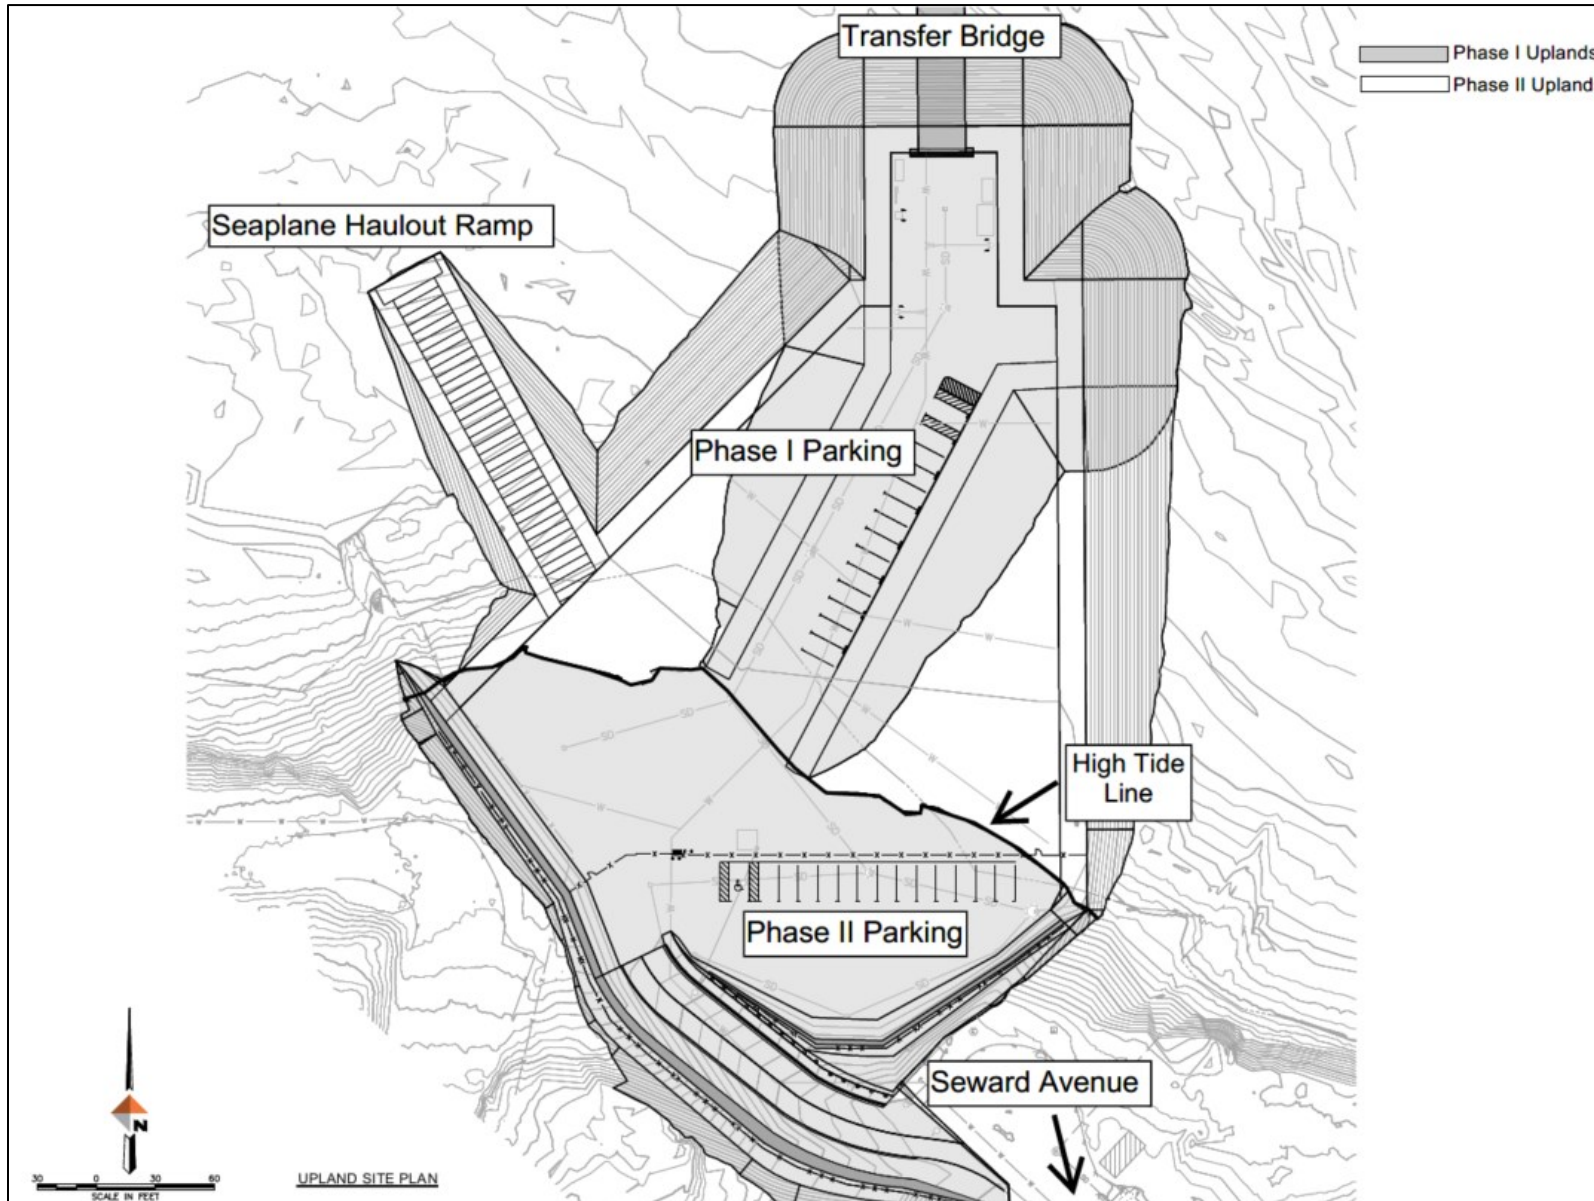 Transfer Bridge
Phase I Uplands
Phase II Upland
Seaplane Haulout Ramp
Phase I Parking
High Tide
Line
Phase II Parking
Seward Avenue
N
30 0 30 60
SCALE IN FEET
UPLAND SITE PLAN